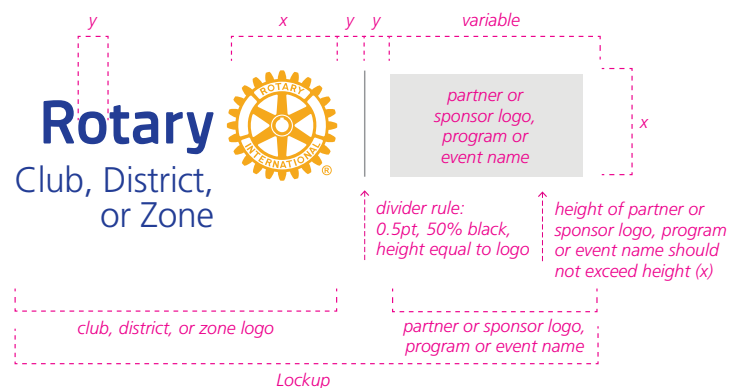 y
x
y
y
variable
Rotary
Club, District,
or Zone
ROTARY
INTERNATIONAL
®
partner or
sponsor logo,
program or
event name
x
divider rule:
0.5pt, 50% black,
height equal to logo
height of partner or
sponsor logo, program
or event name should
not exceed height (x)
club, district, or zone logo
partner or sponsor logo,
program or event name
Lockup